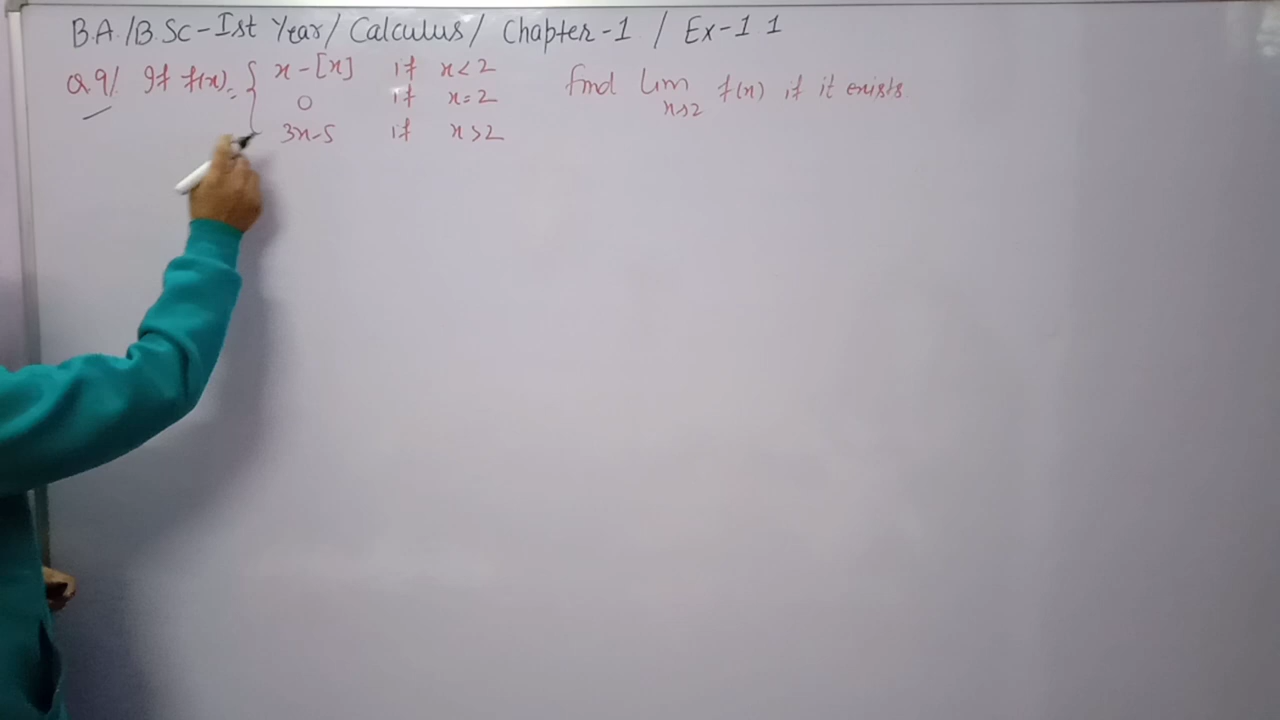 B.A./B.Sc-Ist Year/ Calculus/ Chapter-1 / Ex-1 1
Q 9/. If f(x) = { x-[x] if x<2 find lim f(x) if it exists.
0 if x=2 x→2
3x-5 if x>2